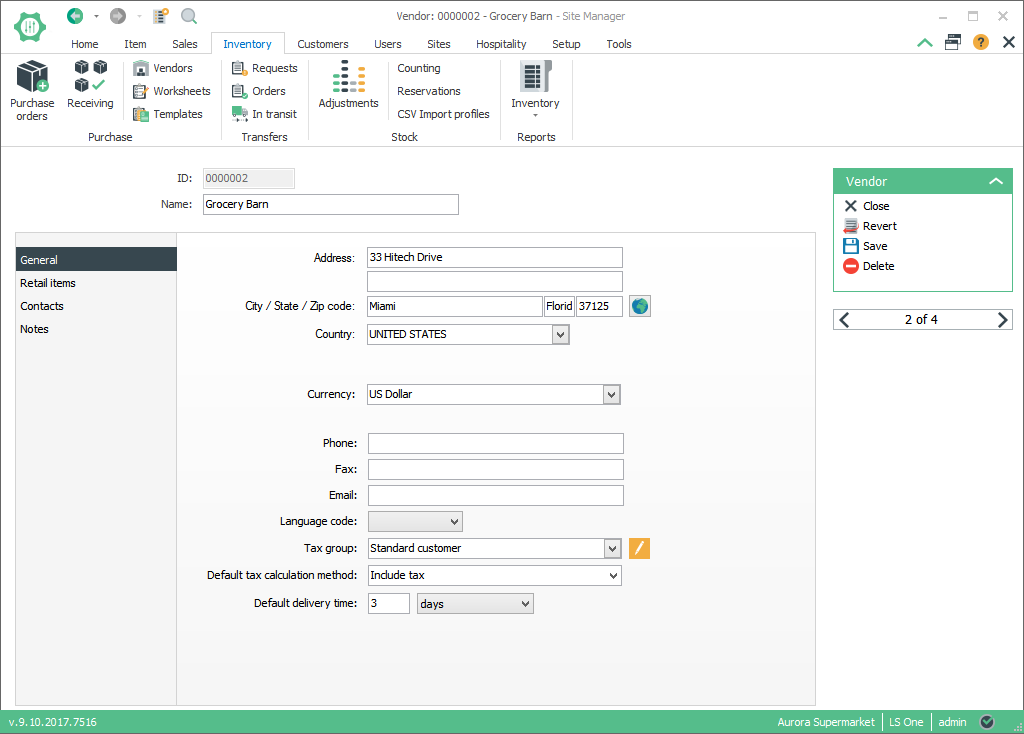 Vendor: 0000002 - Grocery Barn - Site Manager
Home Item Sales Inventory Customers Users Sites Hospitality Setup Tools
?
Purchase orders
Receiving
Vendors
Worksheets
Templates
Purchase
Requests
Orders
In transit
Transfers
Adjustments
Counting
Reservations
CSV Import profiles
Stock
Inventory
Reports
ID: 0000002
Name: Grocery Barn
General
Retail items
Contacts
Notes
Address: 33 Hitech Drive
City / State / Zip code: Miami Florid 37125
Country: UNITED STATES
Currency: US Dollar
Phone:
Fax:
Email:
Language code:
Tax group: Standard customer
Default tax calculation method: Include tax
Default delivery time: 3 days
Vendor
Close
Revert
Save
Delete
2 of 4
v.9.10.2017.7516
Aurora Supermarket LS One admin